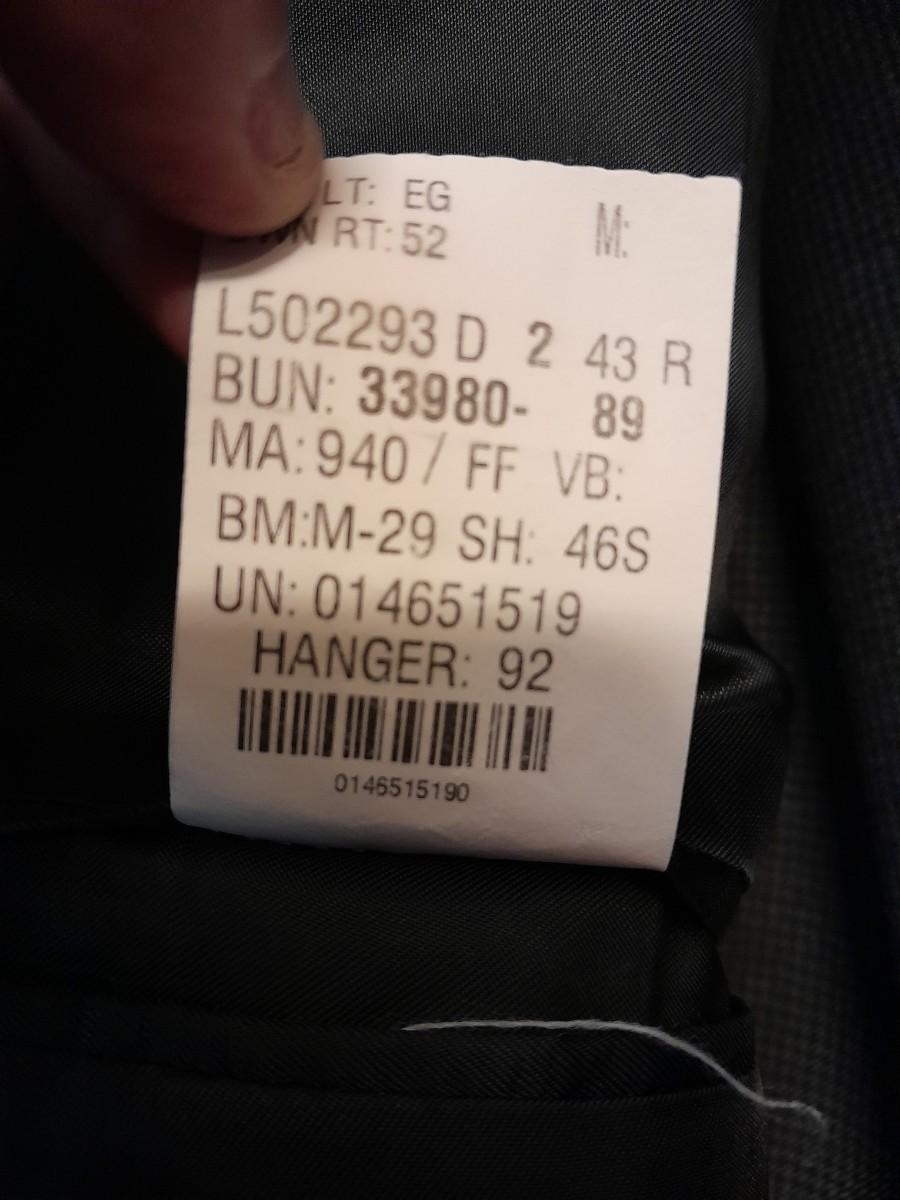 LT: EG M:
RT: 52
L502293 D 2 43 R
BUN: 33980- 89
MA: 940 / FF VB:
BM:M-29 SH: 46S
UN: 014651519
HANGER: 92
0146515190